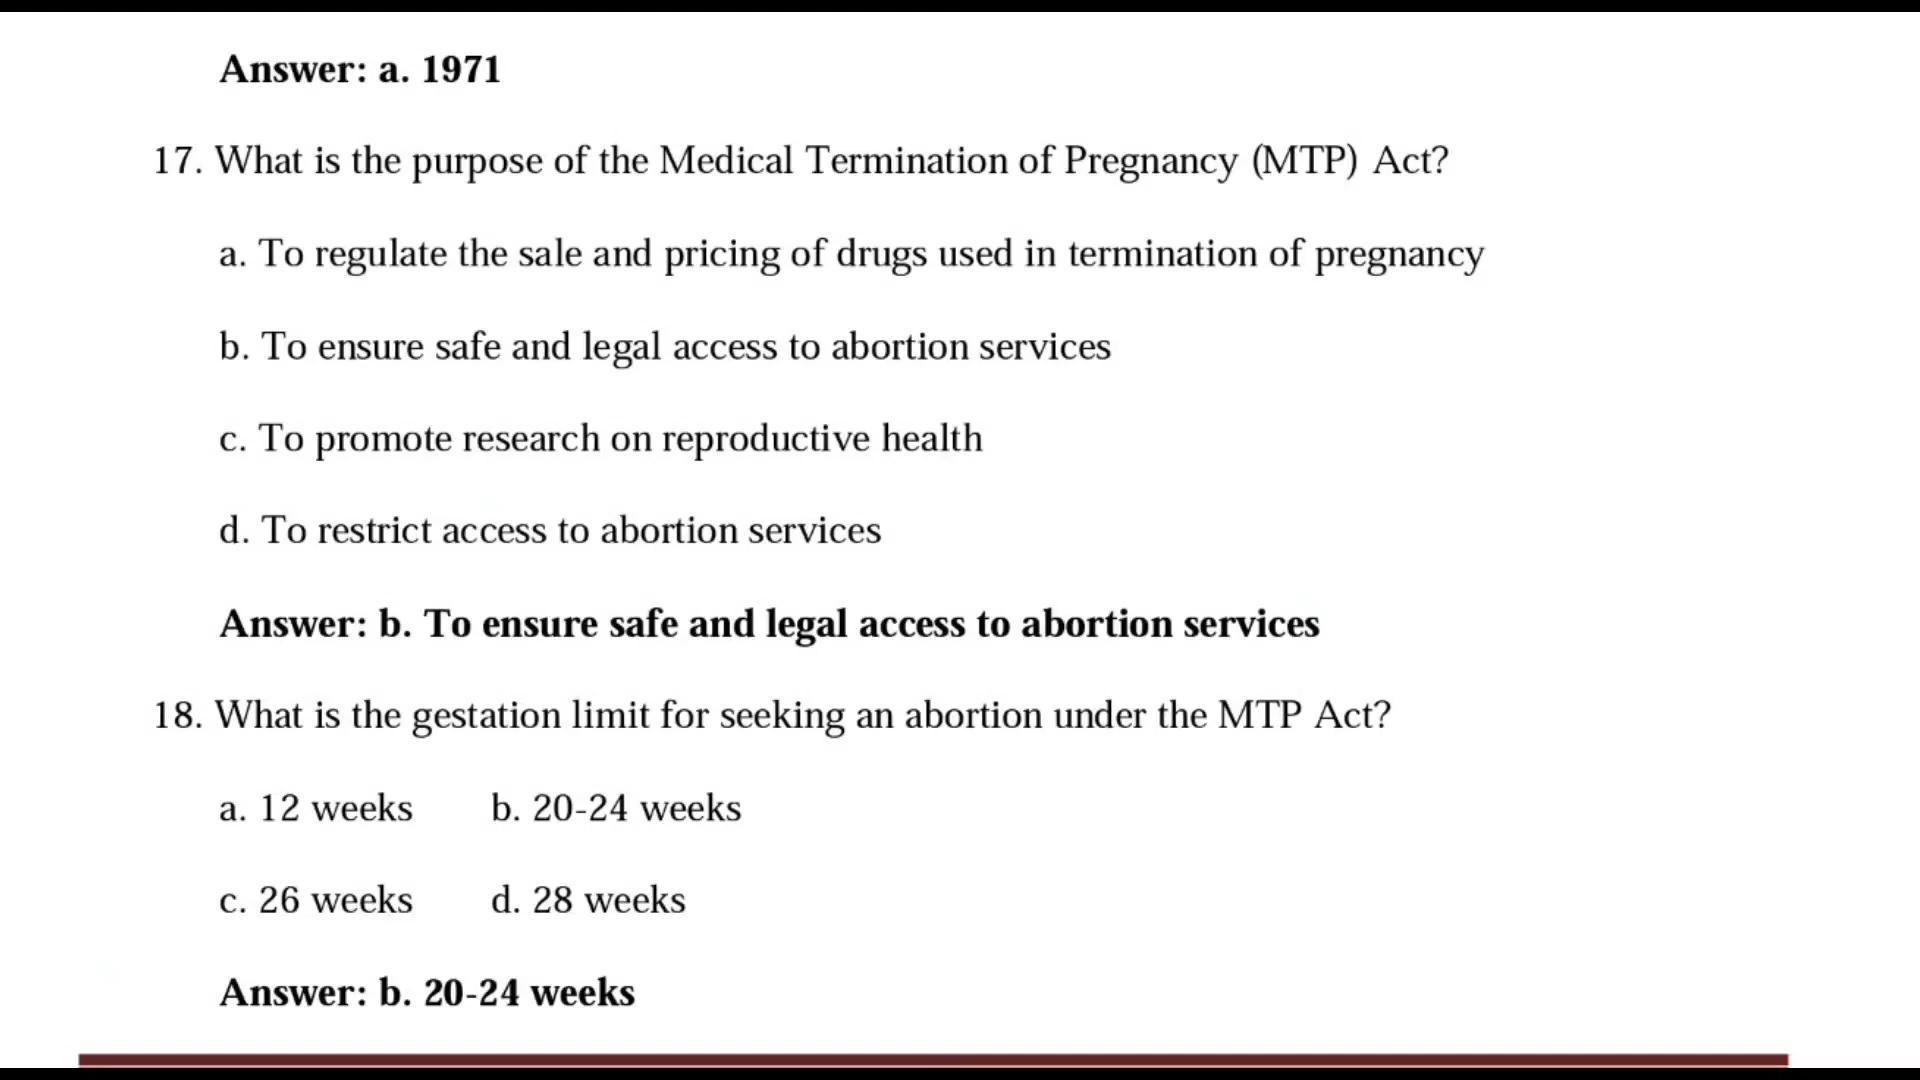 Answer: a. 1971
17. What is the purpose of the Medical Termination of Pregnancy (MTP) Act?
a. To regulate the sale and pricing of drugs used in termination of pregnancy
b. To ensure safe and legal access to abortion services
c. To promote research on reproductive health
d. To restrict access to abortion services
Answer: b. To ensure safe and legal access to abortion services
18. What is the gestation limit for seeking an abortion under the MTP Act?
a. 12 weeks b. 20-24 weeks
c. 26 weeks d. 28 weeks
Answer: b. 20-24 weeks